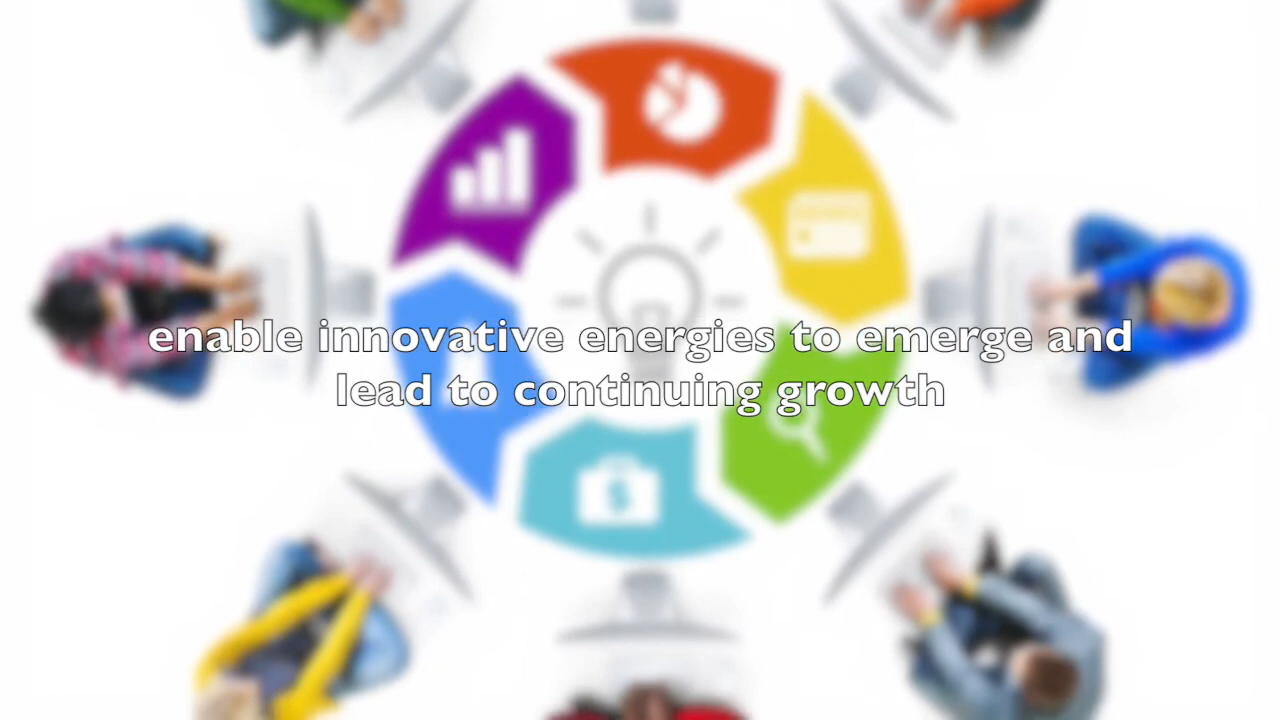 enable innovative energies to emerge and
lead to continuing growth